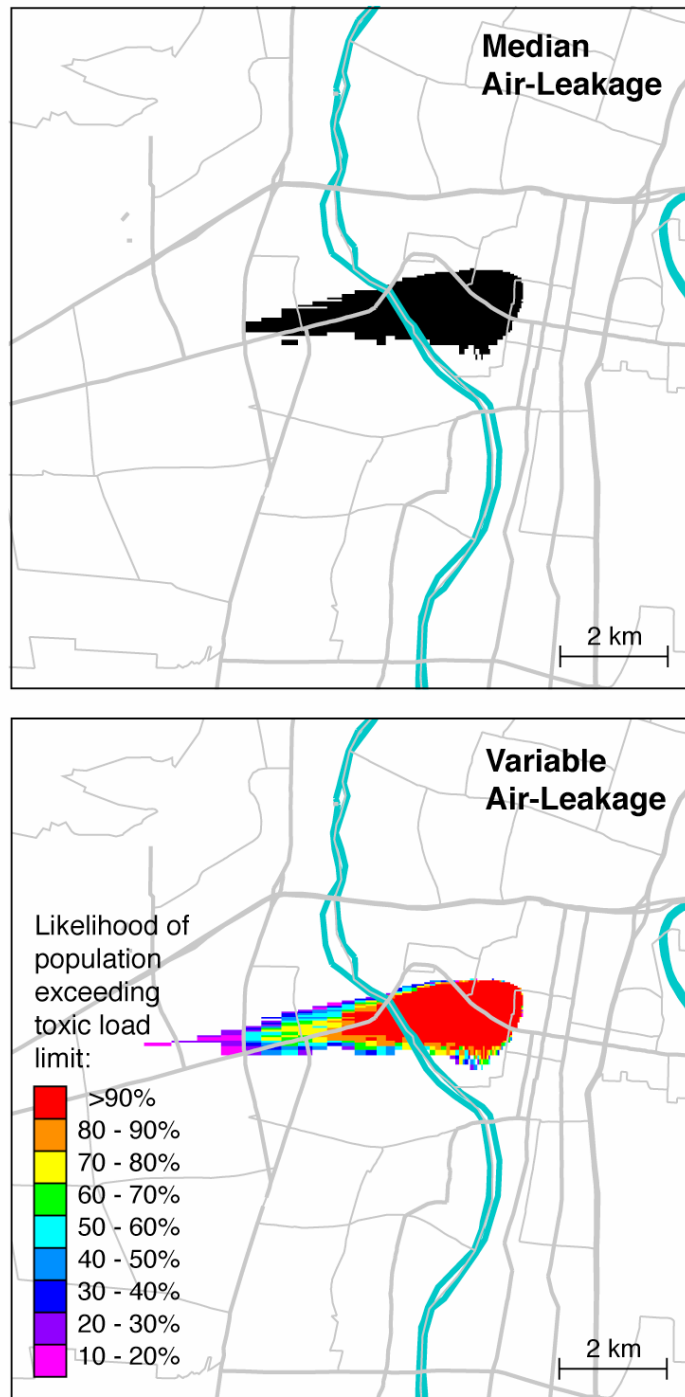 Median
Air-Leakage
2 km
Variable
Air-Leakage
Likelihood of
population
exceeding
toxic load
limit:
>90%
80 - 90%
70 - 80%
60 - 70%
50 - 60%
40 - 50%
30 - 40%
20 - 30%
10 - 20%
2 km